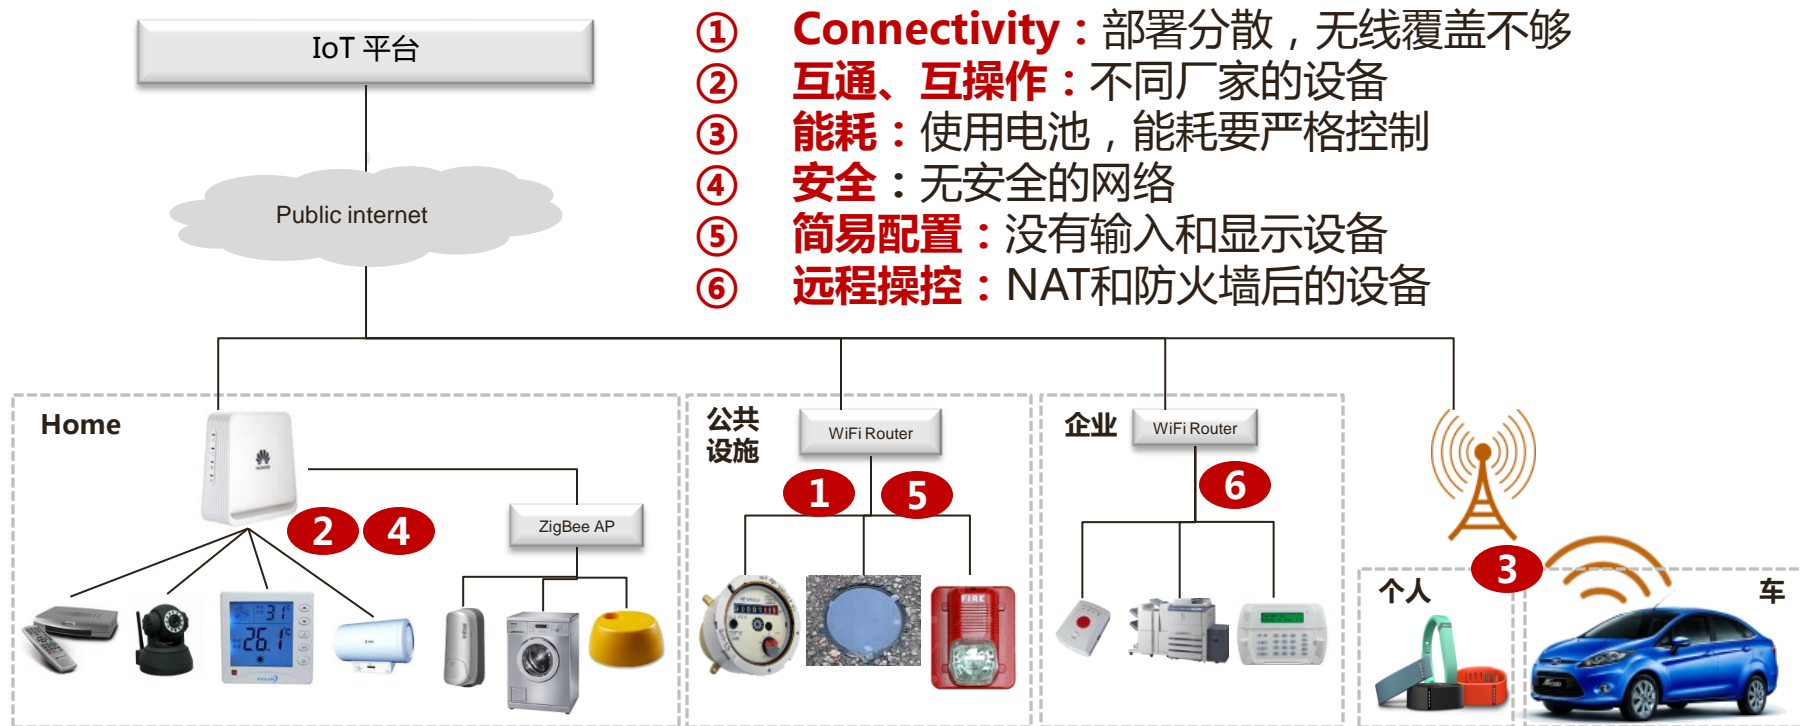 IoT 平台
① Connectivity：部署分散，无线覆盖不够
② 互通、互操作：不同厂家的设备
③ 能耗：使用电池，能耗要严格控制
④ 安全：无安全的网络
⑤ 简易配置：没有输入和显示设备
⑥ 远程操控：NAT和防火墙后的设备
Public internet
Home
HUAWEI
2 4
ZigBee AP
31
26.1℃
公共
设施
WiFi Router
1 5
FIRE
企业
WiFi Router
6
3
个人
车